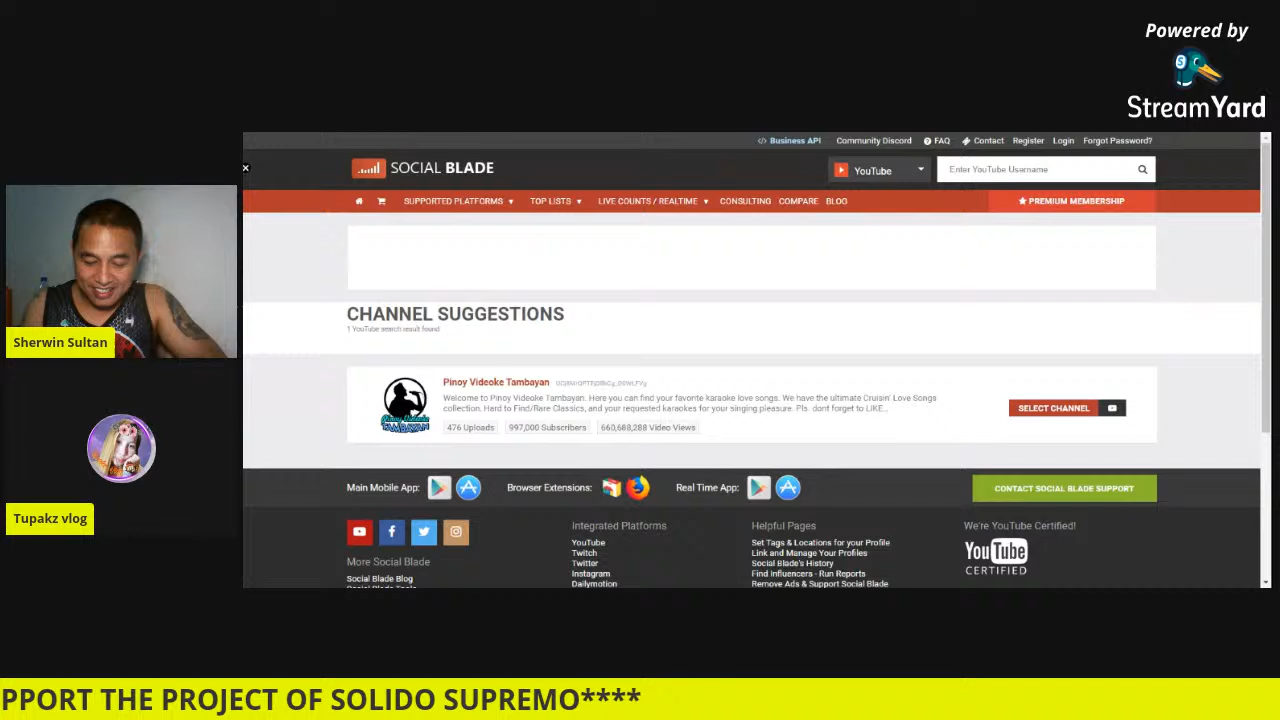 Powered by
StreamYard
Business API
Community Discord
FAQ
Contact
Register
Login
Forgot Password?
SOCIAL BLADE
YouTube
Enter YouTube Username
SUPPORTED PLATFORMS
TOP LISTS
LIVE COUNTS / REALTIME
CONSULTING
COMPARE
BLOG
PREMIUM MEMBERSHIP
CHANNEL SUGGESTIONS
1 YouTube search result found
Pinoy Videoke Tambayan
Welcome to Pinoy Videoke Tambayan. Here you can find your favorite karaoke love songs. We have the ultimate Cruisin' Love Songs
collection. Hard to Find/Rare Classics, and your requested karaokes for your singing pleasure. Pls. dont forget to LIKE...
476 Uploads
997,000 Subscribers
660,688,288 Video Views
SELECT CHANNEL
Sherwin Sultan
Tupakz vlog
Main Mobile App:
Browser Extensions:
Real Time App:
CONTACT SOCIAL BLADE SUPPORT
More Social Blade
Social Blade Blog
Integrated Platforms
YouTube
Twitch
Twitter
Instagram
Dailymotion
Helpful Pages
Set Tags & Locations for your Profile
Link and Manage Your Profiles
Social Blade's History
Find Influencers - Run Reports
Remove Ads & Support Social Blade
We're YouTube Certified!
YouTube
CERTIFIED
PPORT THE PROJECT OF SOLIDO SUPREMO****